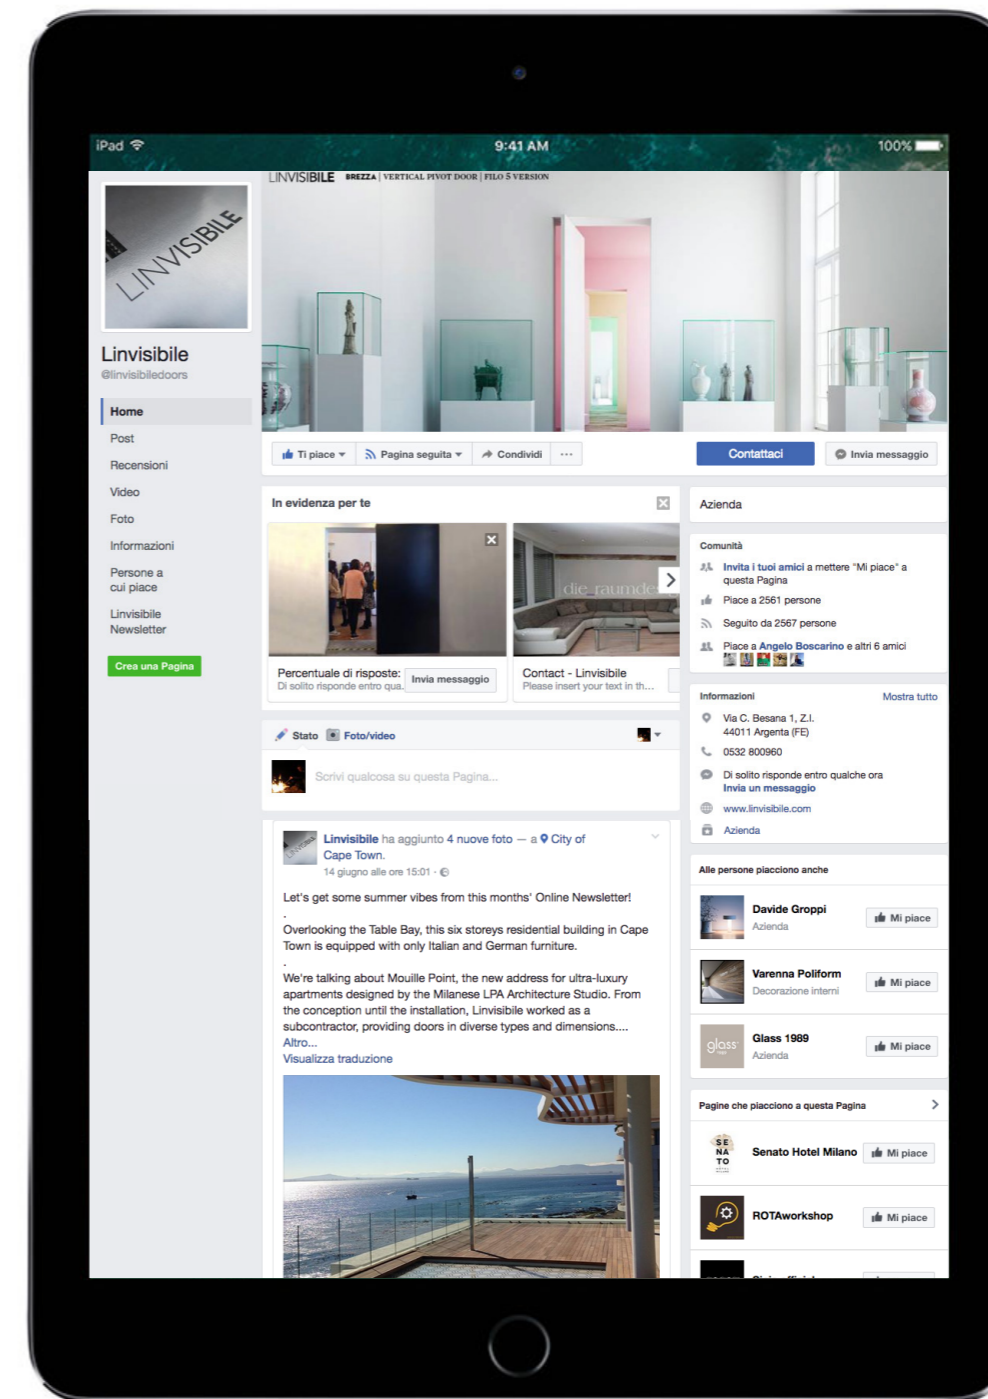 iPad
9:41 AM
100%
LINVISIBILE
LINVISIBILE BREZZA | VERTICAL PIVOT DOOR | FILO 5 VERSION
Linvisibile
@linvisibiledoors
Home
Post
Recensioni
Video
Foto
Informazioni
Persone a
cui piace
Linvisibile
Newsletter
Crea una Pagina
Ti piace
Pagina seguita
Condividi
...
Contattaci
Invia messaggio
In evidenza per te
die_raumde
Percentuale di risposte:
Di solito risponde entro qua.
Invia messaggio
Contact - Linvisibile
Please insert your text in th...
Stato
Foto/video
Scrivi qualcosa su questa Pagina...
Linvisibile ha aggiunto 4 nuove foto — a City of
Cape Town.
14 giugno alle ore 15:01 ·
Let's get some summer vibes from this months' Online Newsletter!
.
Overlooking the Table Bay, this six storeys residential building in Cape
Town is equipped with only Italian and German furniture.
.
We're talking about Mouille Point, the new address for ultra-luxury
apartments designed by the Milanese LPA Architecture Studio. From
the conception until the installation, Linvisibile worked as a
subcontractor, providing doors in diverse types and dimensions....
Altro...
Visualizza traduzione
Azienda
Comunità
Invita i tuoi amici a mettere "Mi piace" a
questa Pagina
Piace a 2561 persone
Seguito da 2567 persone
Piace a Angelo Boscarino e altri 6 amici
Informazioni
Mostra tutto
Via C. Besana 1, Z.I.
44011 Argenta (FE)
0532 800960
Di solito risponde entro qualche ora
Invia un messaggio
www.linvisibile.com
Azienda
Alle persone piacciono anche
Davide Groppi
Azienda
Mi piace
Varenna Poliform
Decorazione interni
Mi piace
glass
Glass 1989
Azienda
Mi piace
Pagine che piacciono a questa Pagina
SE
NA
TO
Senato Hotel Milano
Mi piace
ROTAworkshop
Mi piace